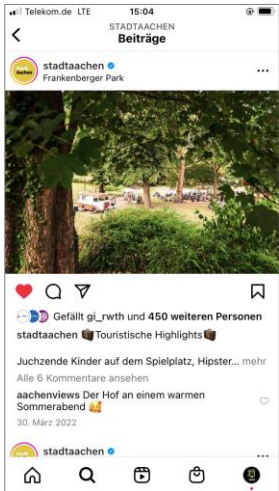 Telekom.de LTE 15:04
STADTAACHEN
Beiträge
stadtaachen
Frankenberger Park
Gefällt gi_rwth und 450 weiteren Personen
stadtaachen Touristische Highlights
Juchzende Kinder auf dem Spielplatz, Hipster... mehr
Alle 6 Kommentare ansehen
aachenviews Der Hof an einem warmen
Sommerabend
30. März 2022
stadtaachen